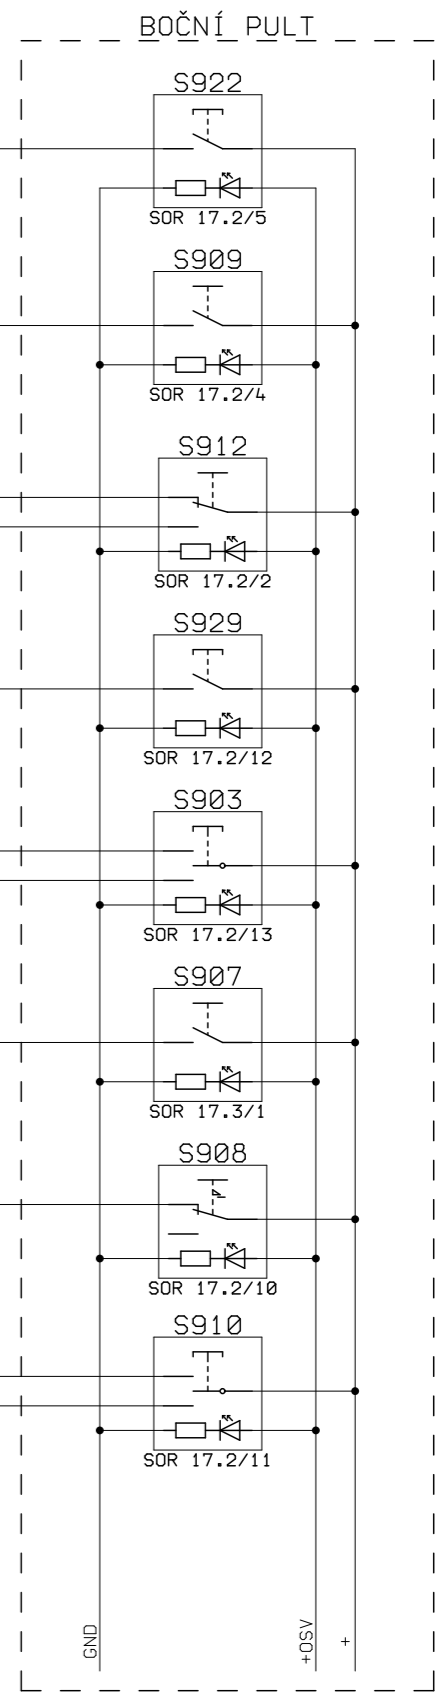 BOČNÍ PULT
S922
SOR 17.2/5
S909
SOR 17.2/4
S912
SOR 17.2/2
S929
SOR 17.2/12
S903
SOR 17.2/13
S907
SOR 17.3/1
S908
SOR 17.2/10
S910
SOR 17.2/11
GND
+OSV
+